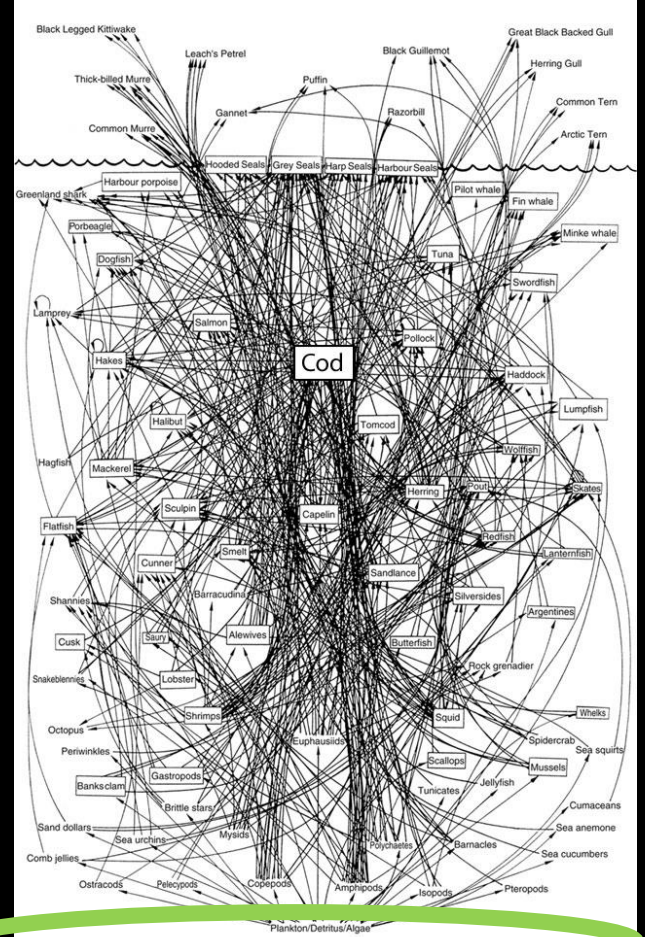 Black Legged Kittiwake
Great Black Backed Gull
Leach's Petrel
Black Guillemot
Herring Gull
Thick-billed Murre
Puffin
Gannet
Razorbill
Common Tern
Common Murre
Arctic Tern
Hooded Seals
Grey Seals
Harp Seals
Harbour Seals
Harbour porpoise
Pilot whale
Greenland shark
Fin whale
Porbeagle
Minke whale
Dogfish
Tuna
Swordfish
Lamprey
Salmon
Pollock
Hakes
Cod
Haddock
Halibut
Tomcod
Lumpfish
Wolffish
Hagfish
Mackerel
Herring
Pout
Skates
Sculpin
Capelin
Flatfish
Redfish
Smelt
Lanternfish
Cunner
Sandlance
Shannies
Barracudina
Silversides
Argentines
Cusk
Saury
Alewives
Butterfish
Rock grenadier
Snakeblennies
Lobster
Shrimps
Squid
Whelks
Octopus
Euphausiids
Spidercrab
Periwinkles
Sea squirts
Gastropods
Scallops
Mussels
Banksclam
Tunicates
Jellyfish
Brittle stars
Cumaceans
Sand dollars
Sea urchins
Mysids
Polychaetes
Barnacles
Sea anemone
Comb jellies
Sea cucumbers
Ostracods
Pelecypods
Copepods
Amphipods
Isopods
Pteropods
Plankton/Detritus/Algae